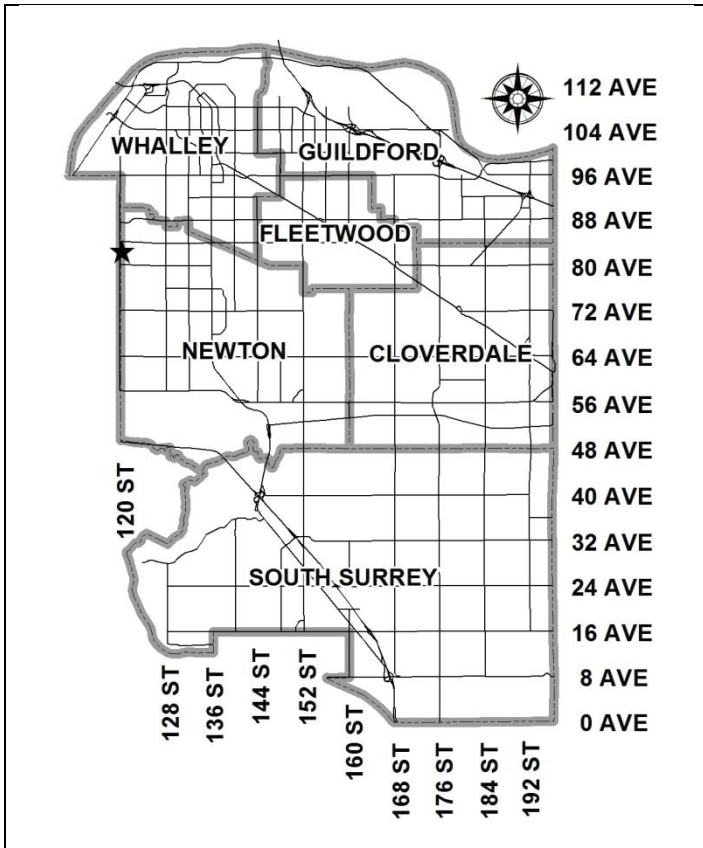 112 AVE
104 AVE
WHALLEY
GUILDFORD
96 AVE
88 AVE
FLEETWOOD
80 AVE
72 AVE
NEWTON
CLOVERDALE
64 AVE
56 AVE
48 AVE
120 ST
40 AVE
32 AVE
SOUTH SURREY
24 AVE
16 AVE
8 AVE
0 AVE
128 ST
136 ST
144 ST
152 ST
160 ST
168 ST
176 ST
184 ST
192 ST